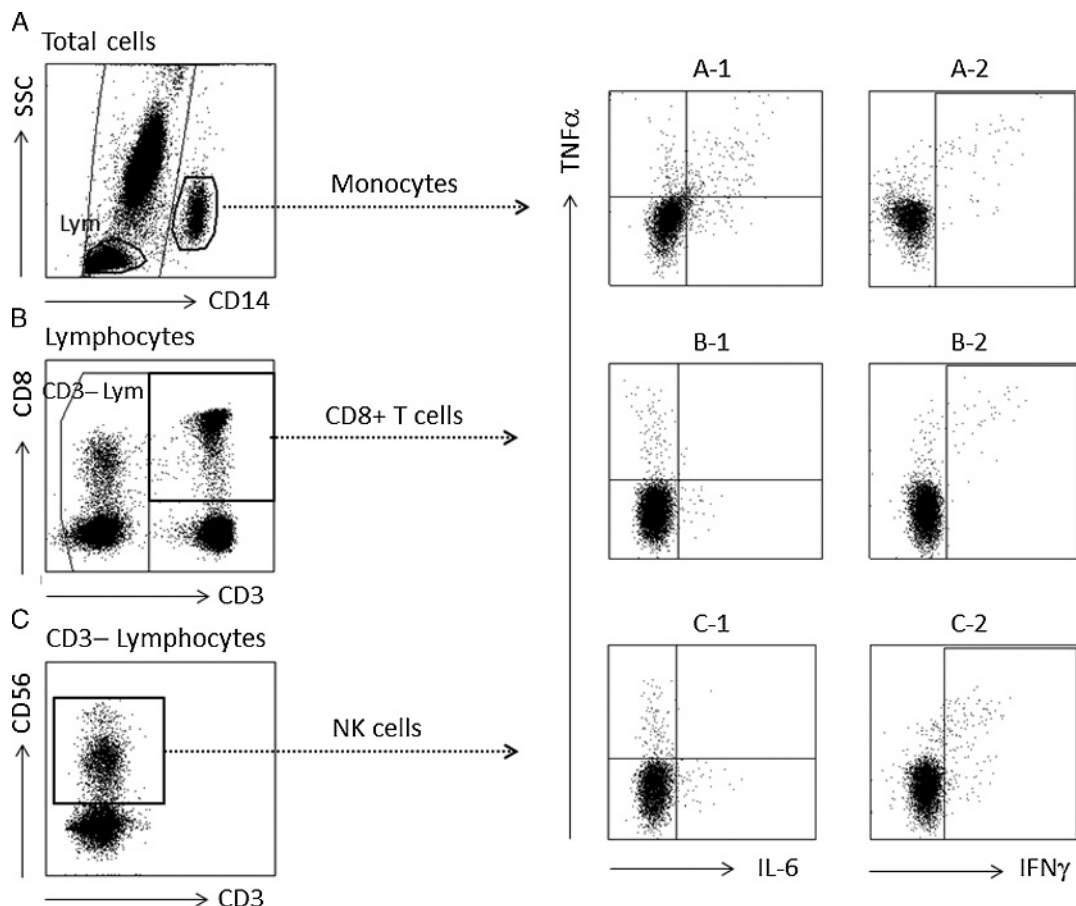 A
Total cells
SSC
Lym
CD14
Monocytes
A-1
A-2
TNFα
B
Lymphocytes
CD8
CD3– Lym
CD3
CD8+ T cells
B-1
B-2
C
CD3– Lymphocytes
CD56
CD3
NK cells
C-1
C-2
IL-6
IFNγ